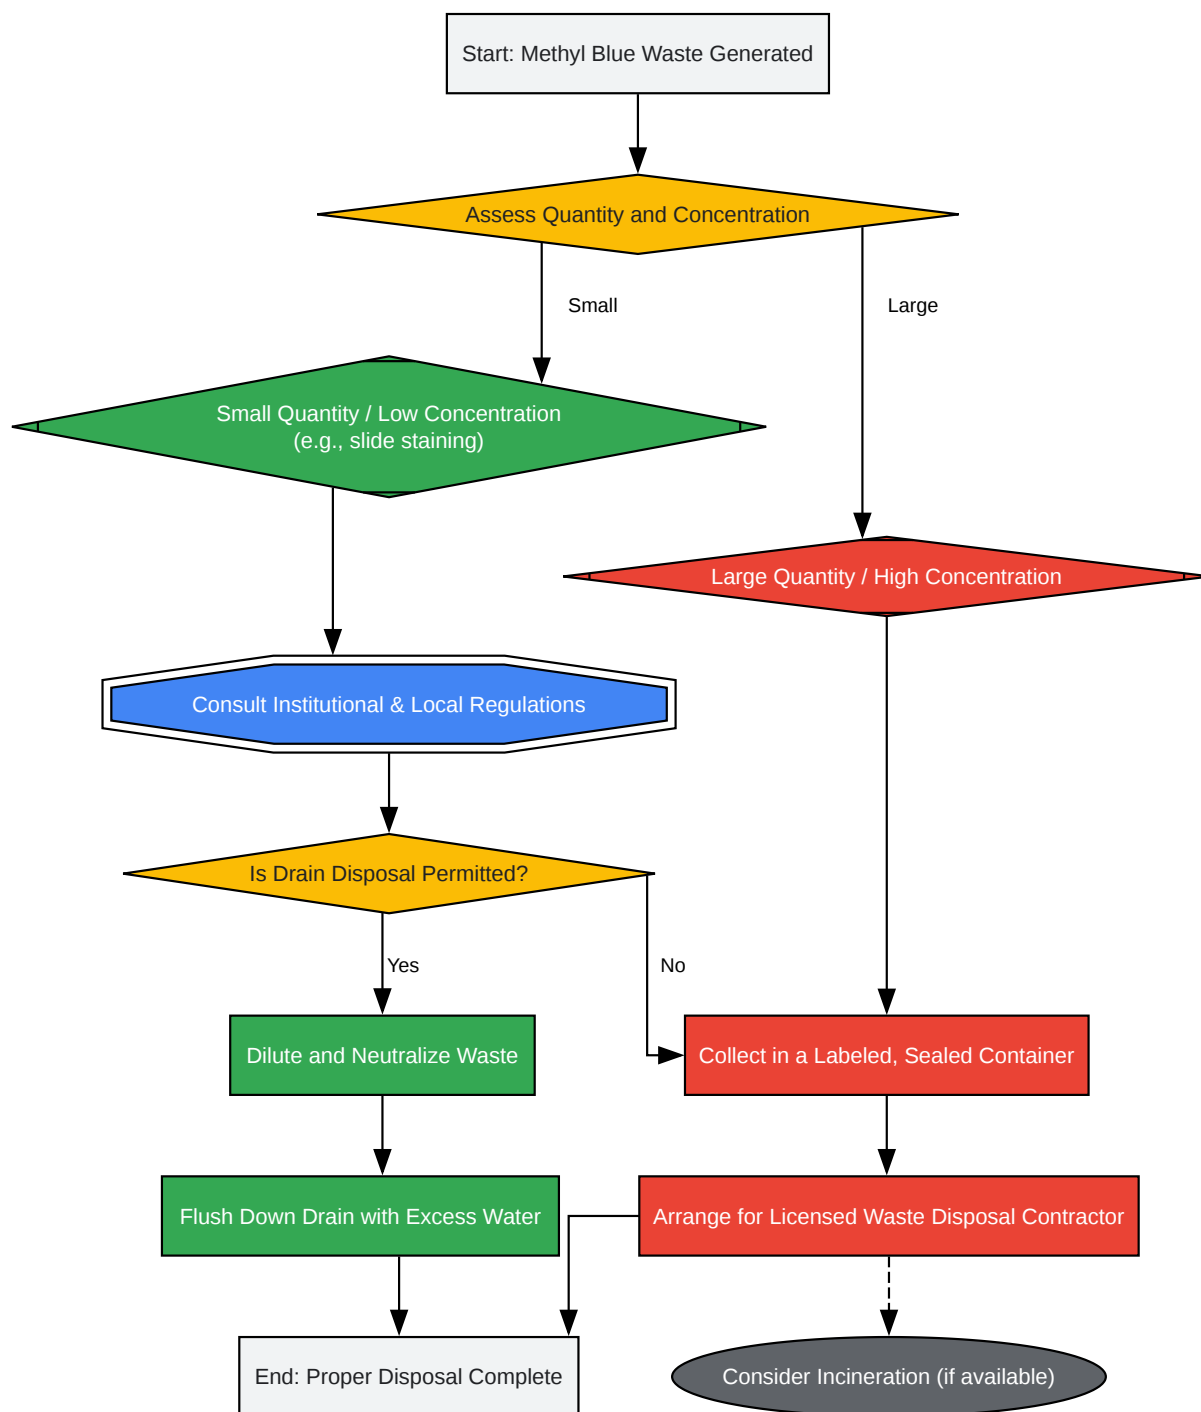 Start: Methyl Blue Waste Generated
Assess Quantity and Concentration
Small
Large
Small Quantity / Low Concentration
(e.g., slide staining)
Large Quantity / High Concentration
Consult Institutional & Local Regulations
Is Drain Disposal Permitted?
Yes
No
Dilute and Neutralize Waste
Collect in a Labeled, Sealed Container
Flush Down Drain with Excess Water
Arrange for Licensed Waste Disposal Contractor
End: Proper Disposal Complete
Consider Incineration (if available)